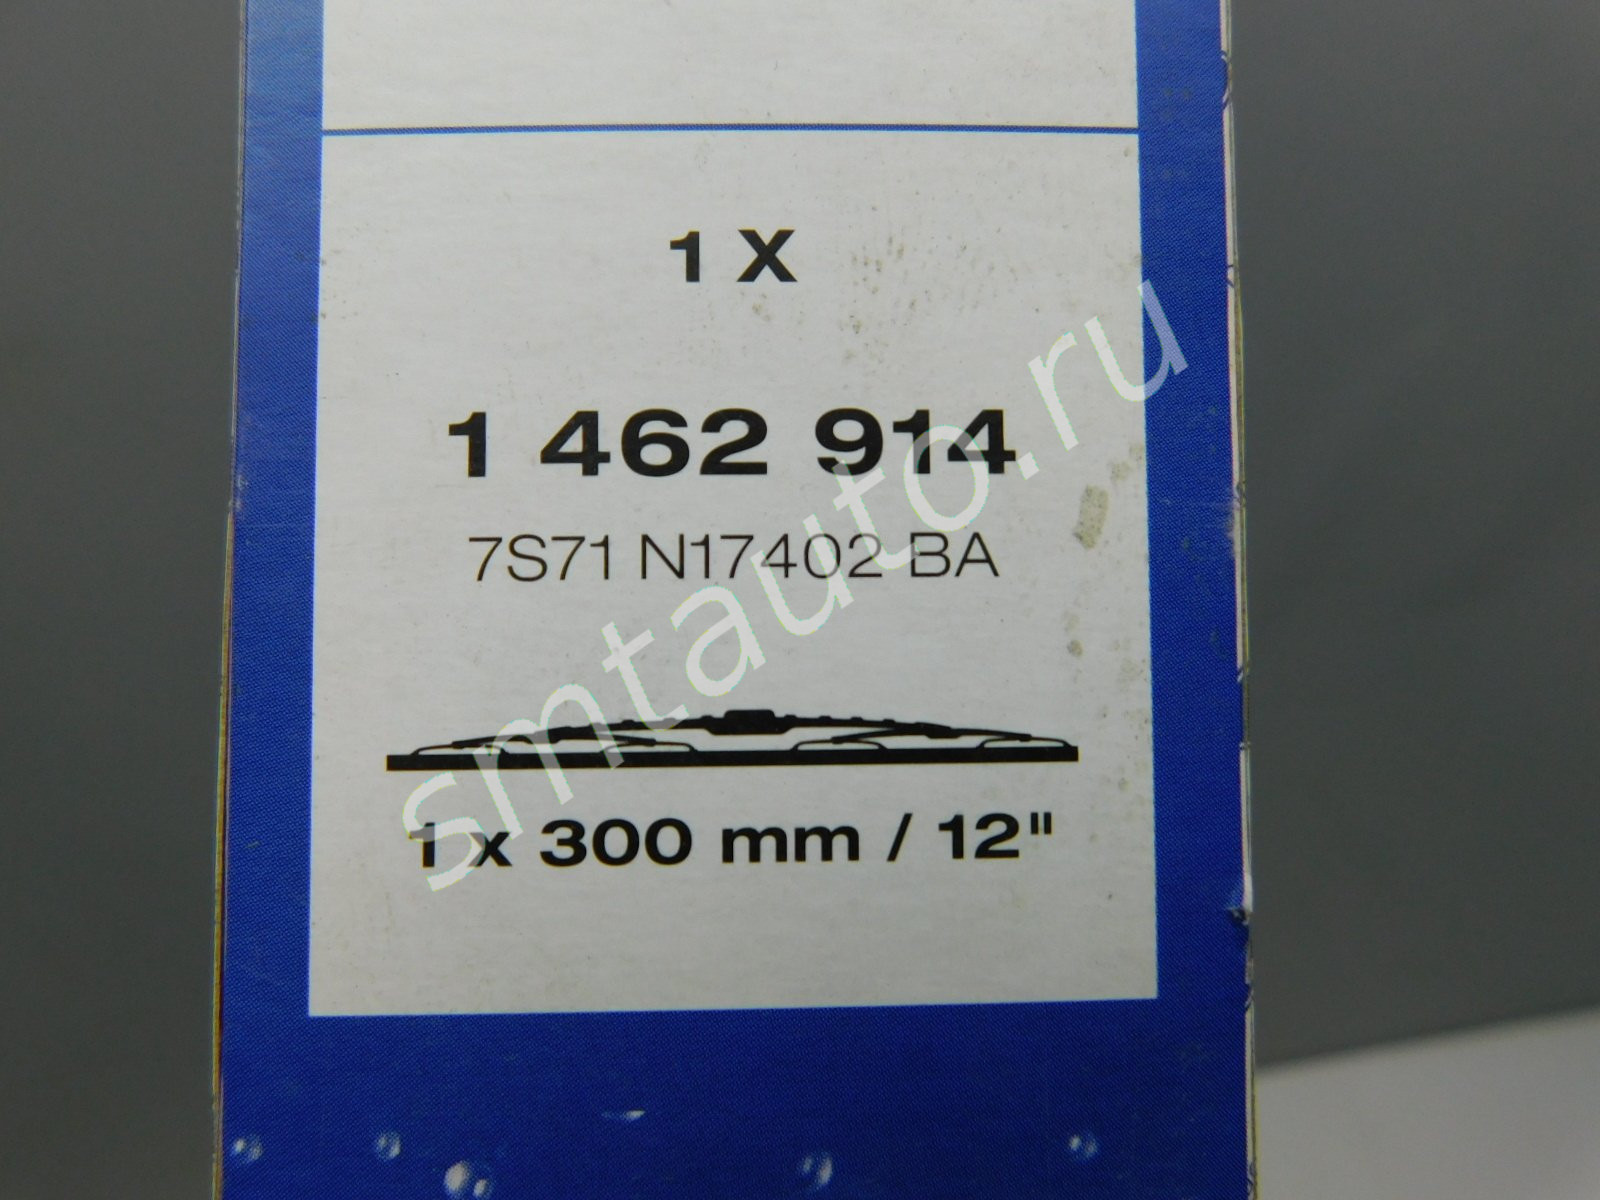 1 X
1 462 914
7S71 N17402 BA
1 x 300 mm / 12"
smtauto.ru